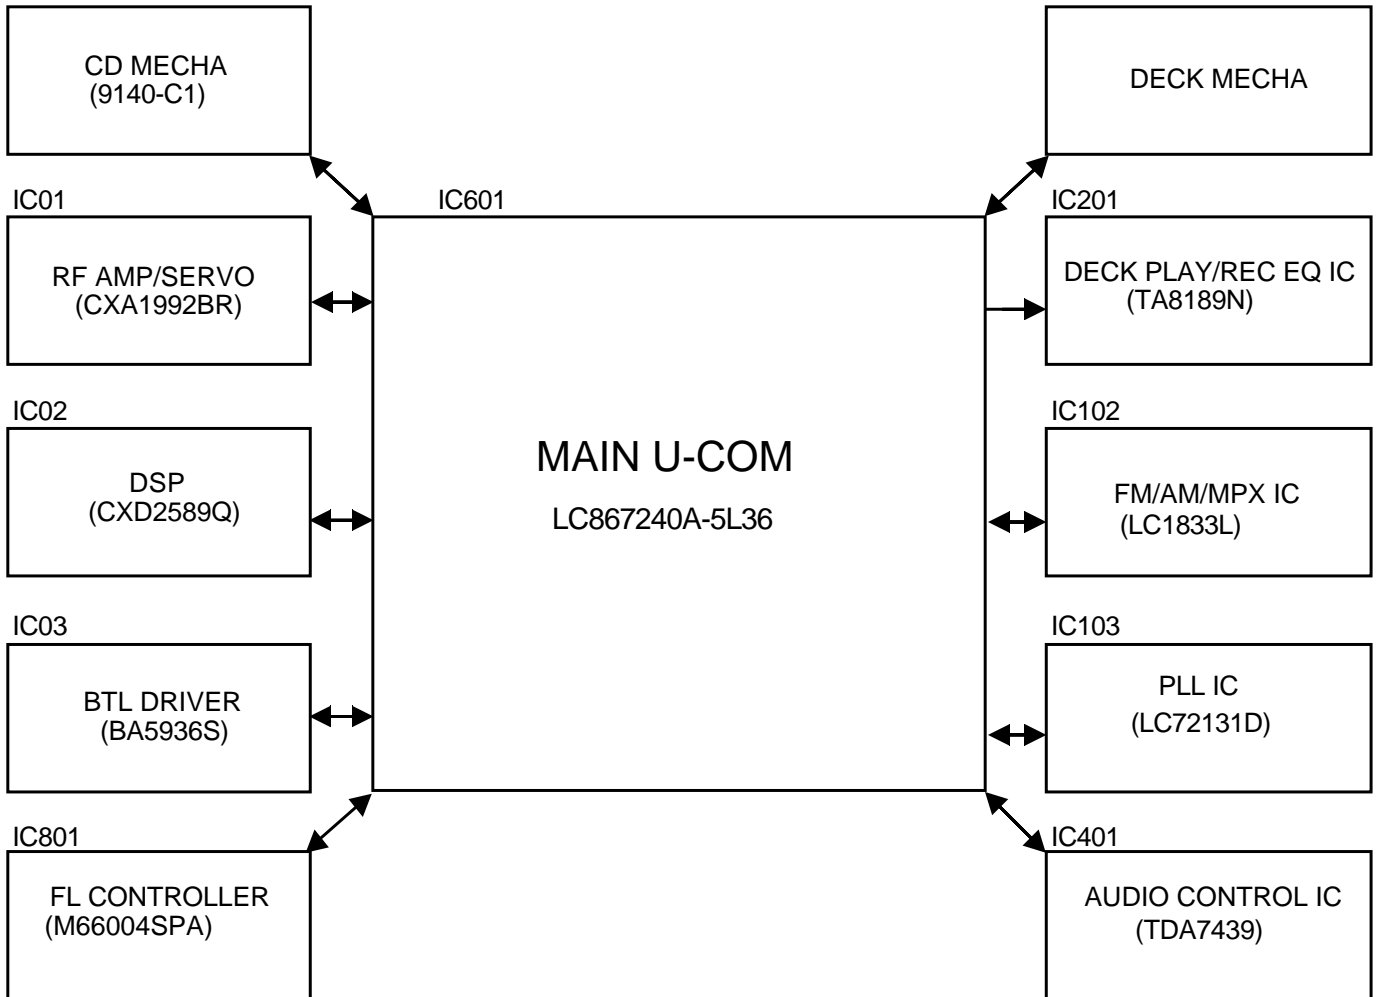 CD MECHA
(9140-C1)
DECK MECHA
IC01
RF AMP/SERVO
(CXA1992BR)
IC601
IC201
DECK PLAY/REC EQ IC
(TA8189N)
IC02
DSP
(CXD2589Q)
MAIN U-COM
LC867240A-5L36
IC102
FM/AM/MPX IC
(LC1833L)
IC03
BTL DRIVER
(BA5936S)
IC103
PLL IC
(LC72131D)
IC801
FL CONTROLLER
(M66004SPA)
IC401
AUDIO CONTROL IC
(TDA7439)